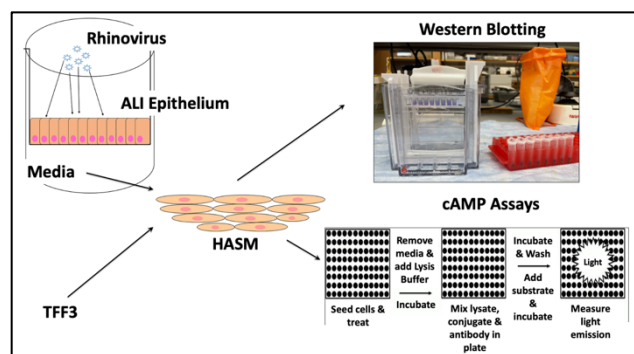 Rhinovirus
ALI Epithelium
Media
HASM
TFF3
Western Blotting
cAMP Assays
Seed cells &
treat
Remove
media &
add Lysis
Buffer
Incubate
Mix lysate,
conjugate &
antibody in
plate
Incubate
& Wash
Add
substrate
&
incubate
Light
Measure
light
emission